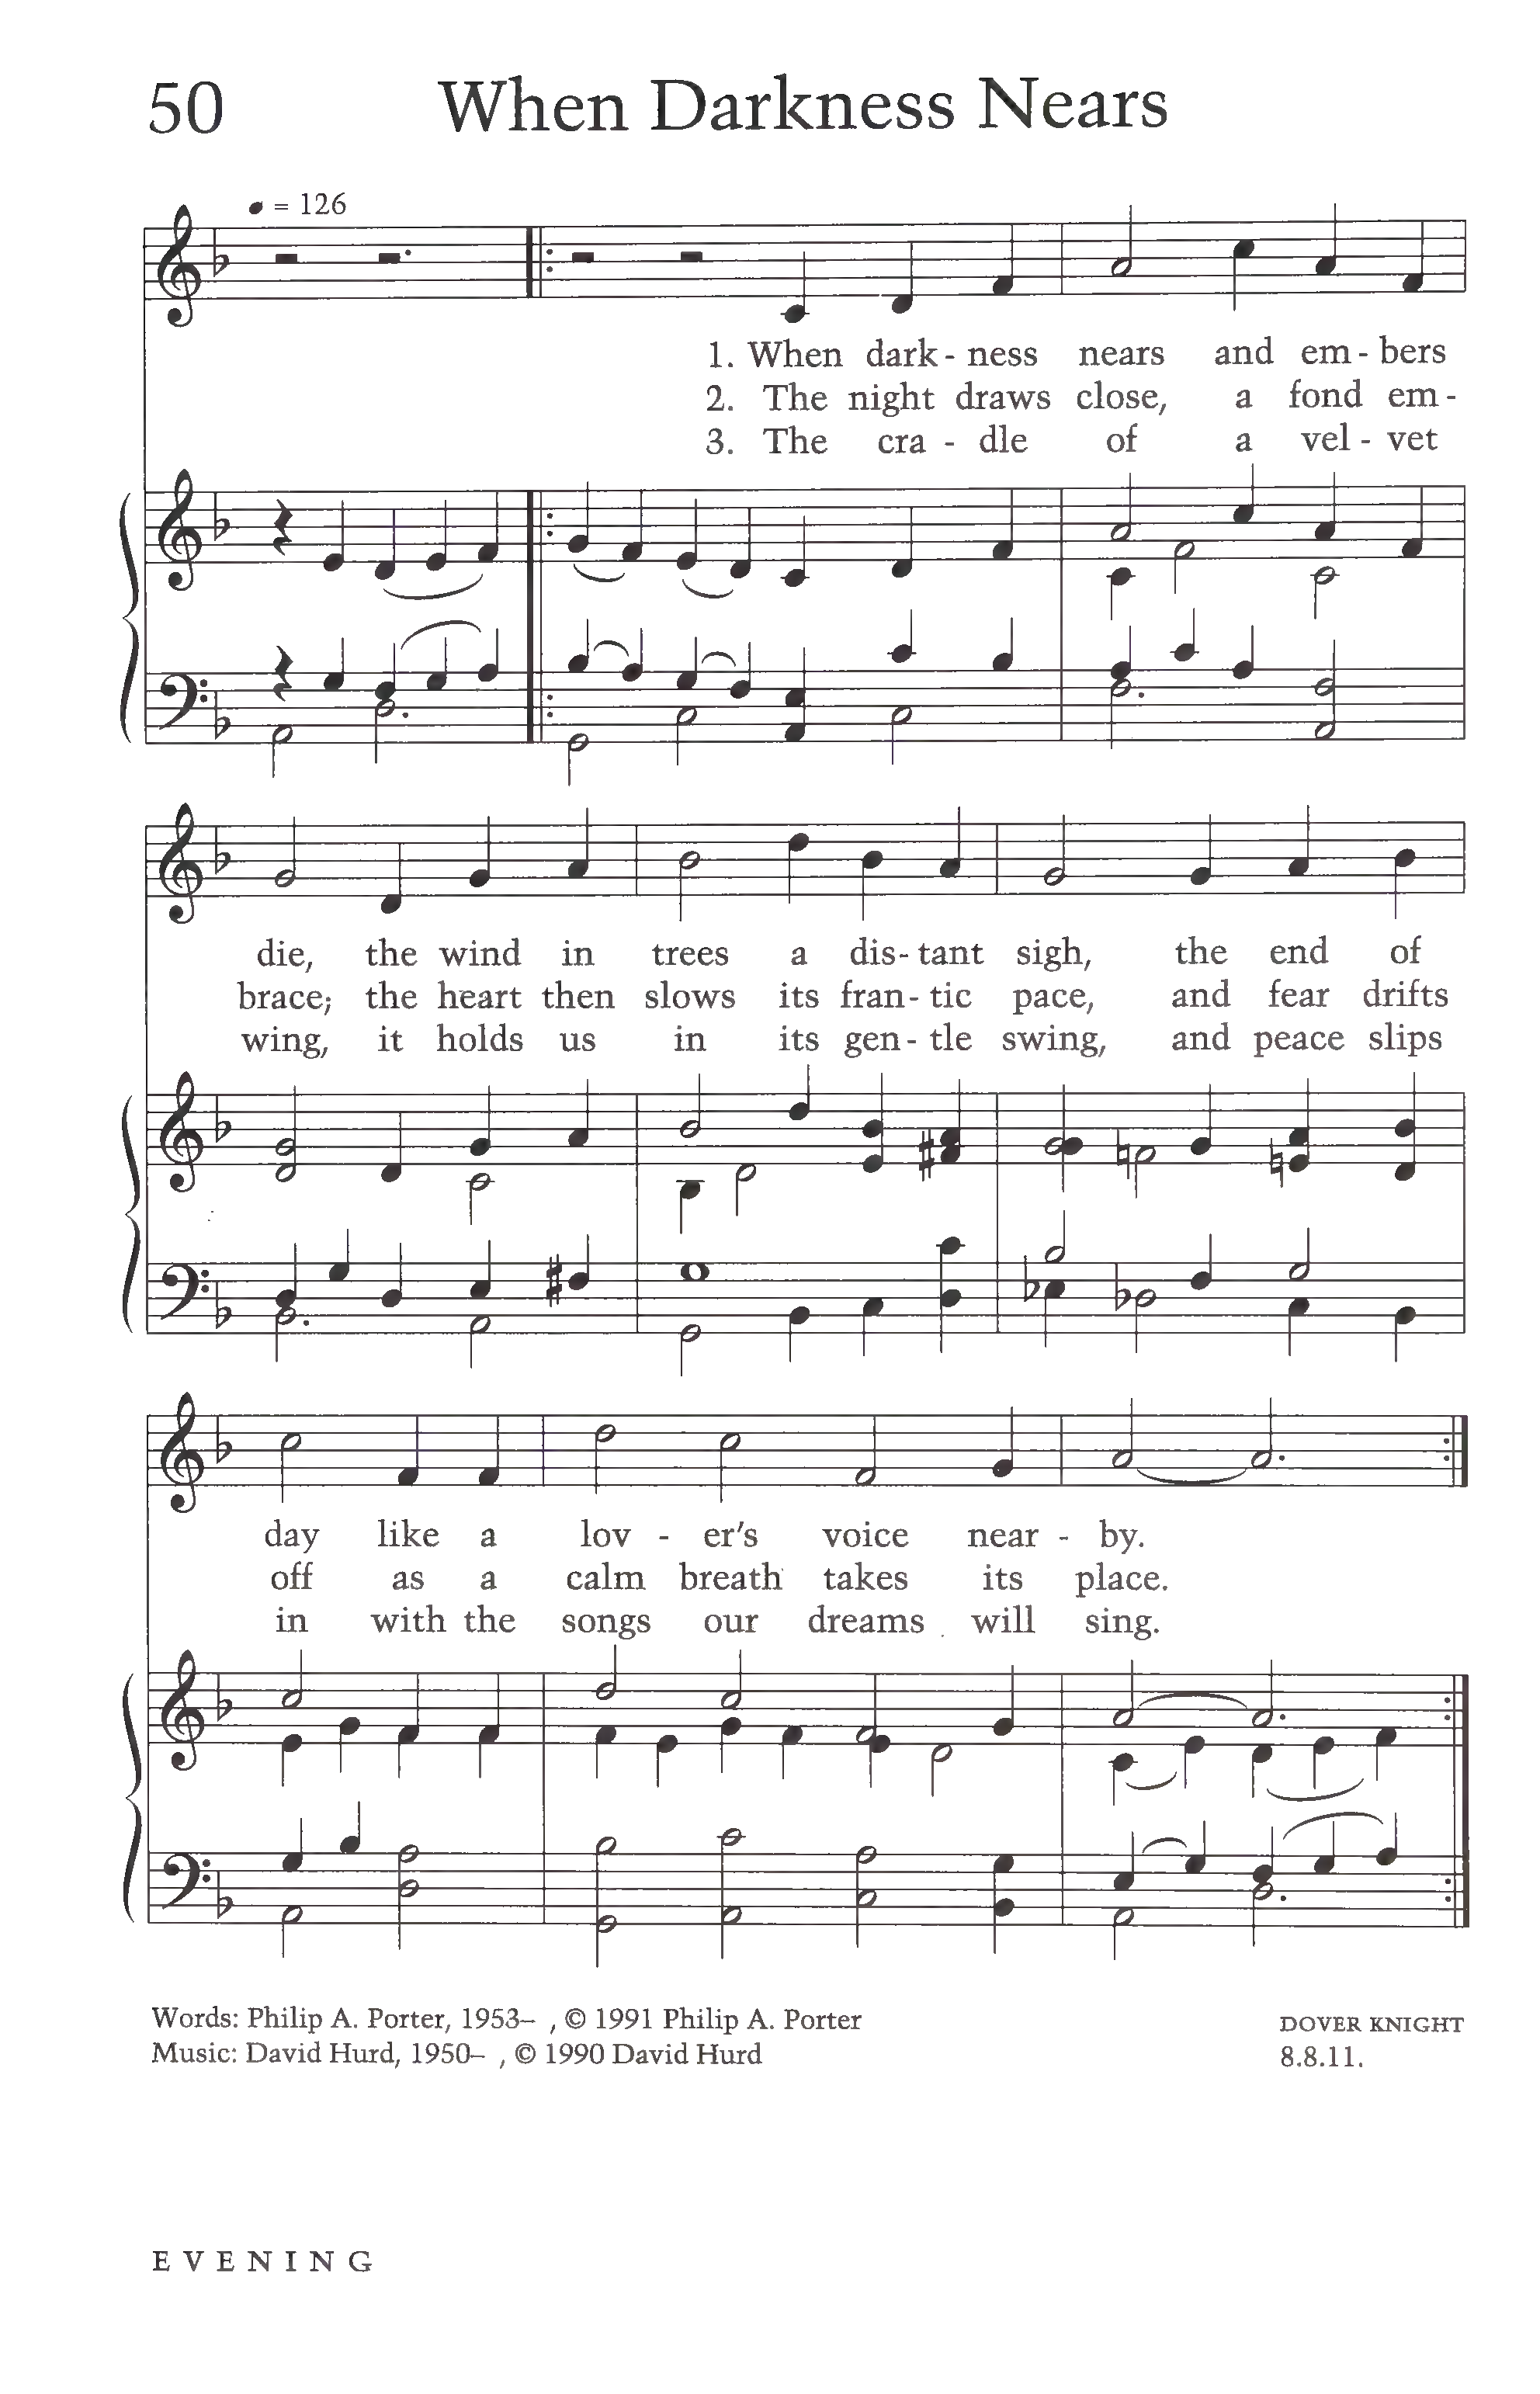 50 When Darkness Nears
= 126
1. When dark - ness nears and em - bers
2. The night draws close, a fond em -
3. The cra - dle of a vel - vet
die, the wind in trees a dis - tant sigh, the end of
brace; the heart then slows its fran - tic pace, and fear drifts
wing, it holds us in its gen - tle swing, and peace slips
day like a lov - er's voice near - by.
off as a calm breath takes its place.
in with the songs our dreams will sing.
Words: Philip A. Porter, 1953– , © 1991 Philip A. Porter
Music: David Hurd, 1950– , © 1990 David Hurd
DOVER KNIGHT
8.8.11.
EVENING